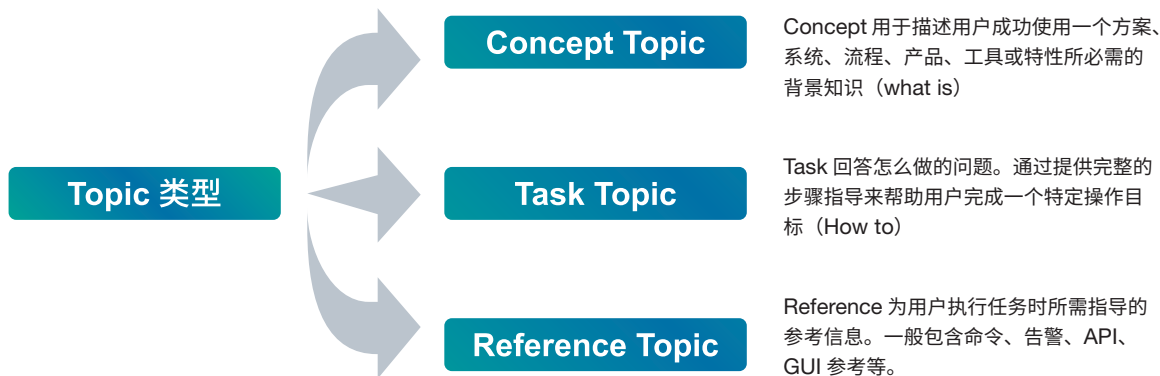 Topic 类型
Concept Topic
Concept 用于描述用户成功使用一个方案、
系统、流程、产品、工具或特性所必需的
背景知识（what is）
Task Topic
Task 回答怎么做的问题。通过提供完整的
步骤指导来帮助用户完成一个特定操作目
标（How to）
Reference Topic
Reference 为用户执行任务时所需指导的
参考信息。一般包含命令、告警、API、
GUI 参考等。